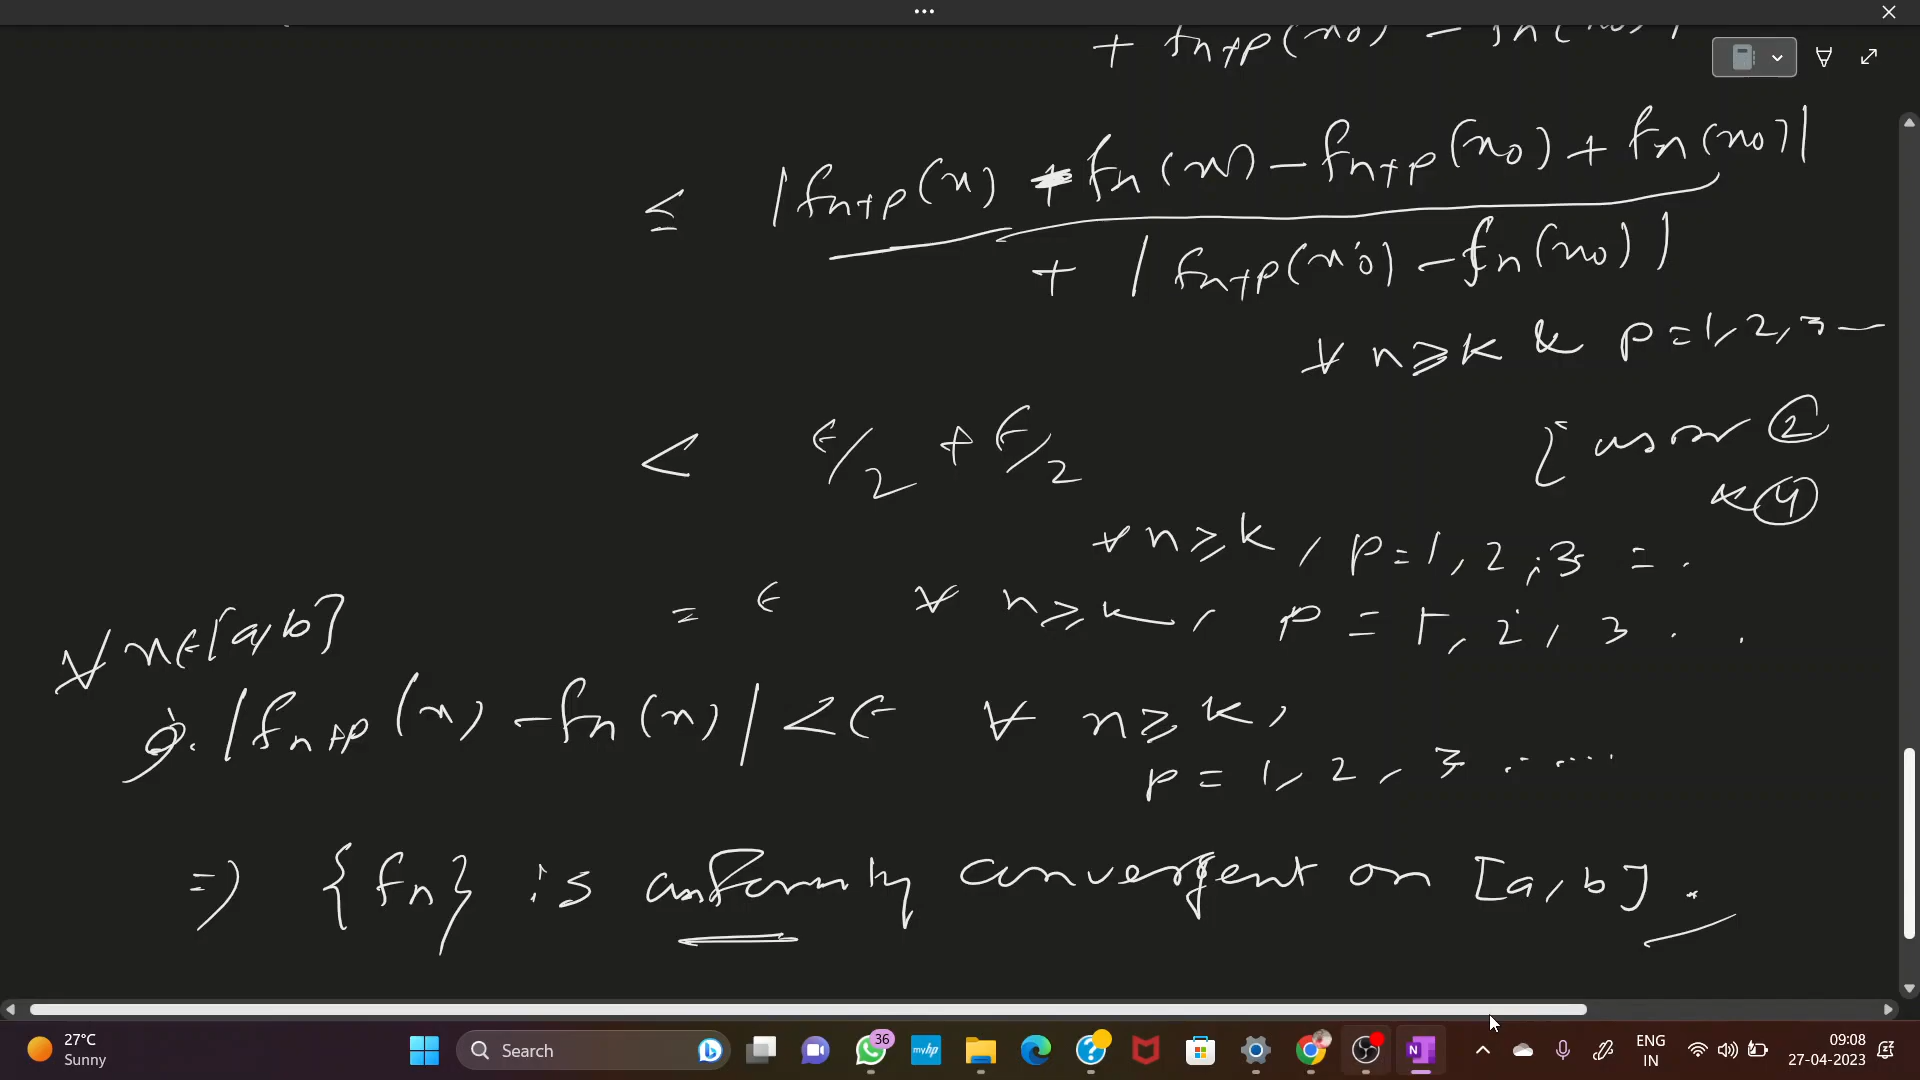 + fn+p(x0) - fn(x0)
≤ |fn+p(x) - fn(x) - fn+p(x0) + fn(x0)|
+ |fn+p(x0) - fn(x0)|
∀ n ≥ k & p = 1, 2, 3 —
< ε/2 + ε/2 [ using ②
& ④
∀ n ≥ k, p = 1, 2, 3 - .
= ε ∀ n ≥ k, p = 1, 2, 3 . .
∀ x ∈ [a, b]
|fn+p(x) - fn(x)| < ε ∀ n ≥ k,
p = 1, 2, 3 ......
=> {fn} is uniformly convergent on [a, b].
27°C
Sunny
Search
36
myhp
N
ENG
IN
09:08
27-04-2023